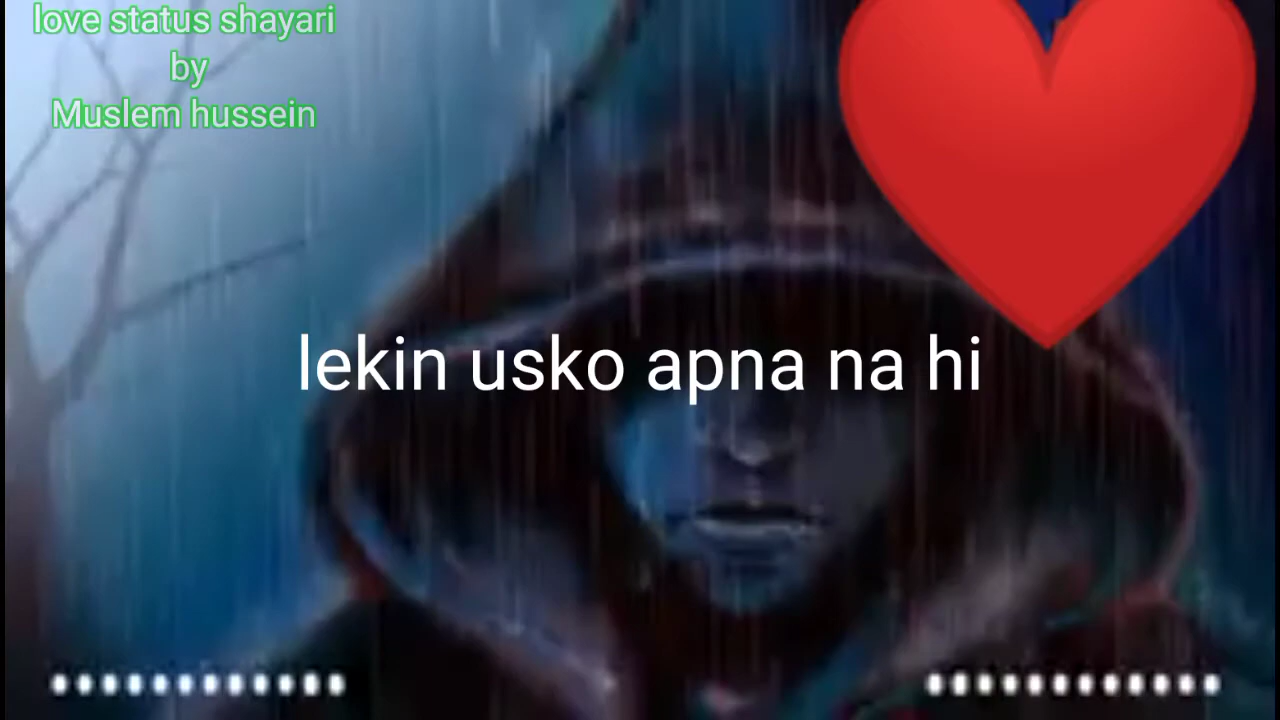 love status shayari
by
Muslem hussein
lekin usko apna na hi